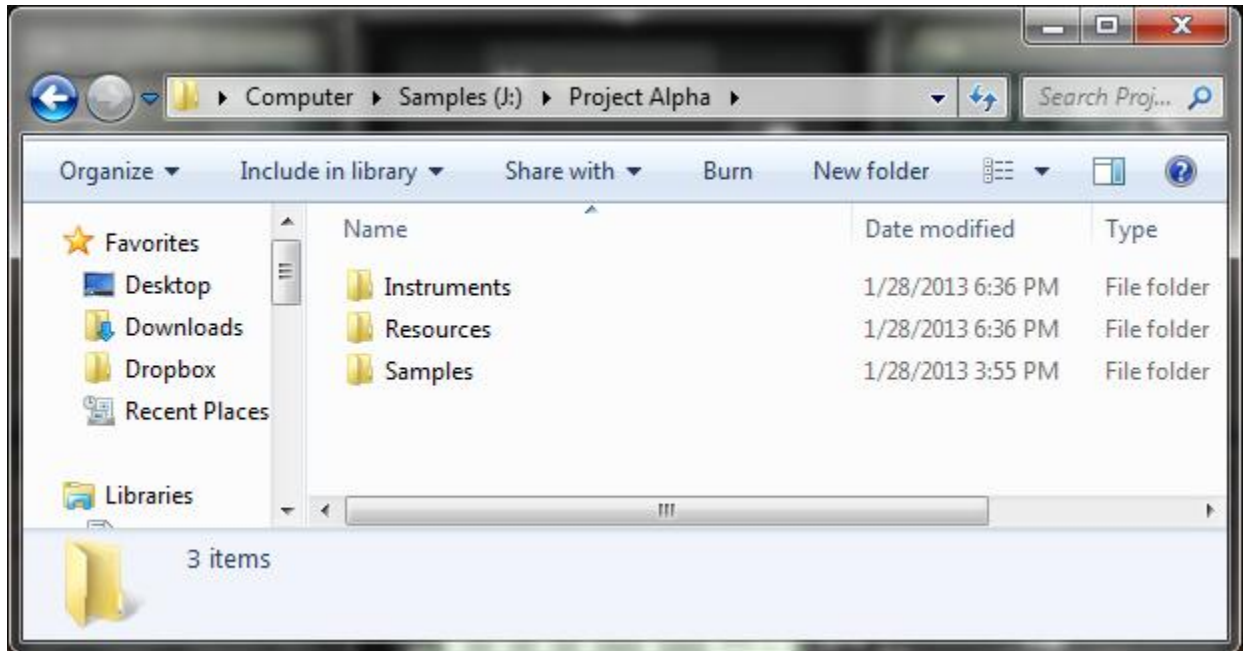 Computer Samples (J:) Project Alpha Search Proj...
Organize Include in library Share with Burn New folder
Favorites Name Date modified Type
Desktop Instruments 1/28/2013 6:36 PM File folder
Downloads Resources 1/28/2013 6:36 PM File folder
Dropbox Samples 1/28/2013 3:55 PM File folder
Recent Places
Libraries
3 items